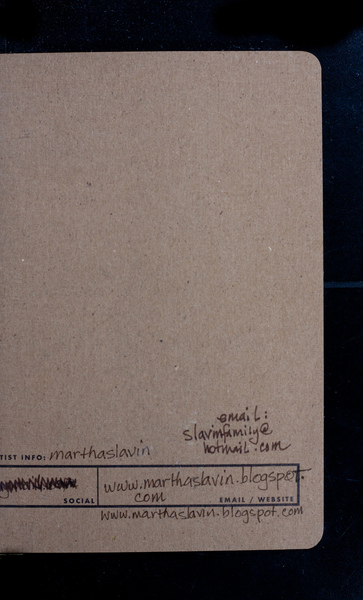 email:
slavinfamily@
hotmail.com
TIST INFO: marthaslavin
www.marthaslavin.blogspot.
com
SOCIAL
EMAIL / WEBSITE
www.marthaslavin.blogspot.com